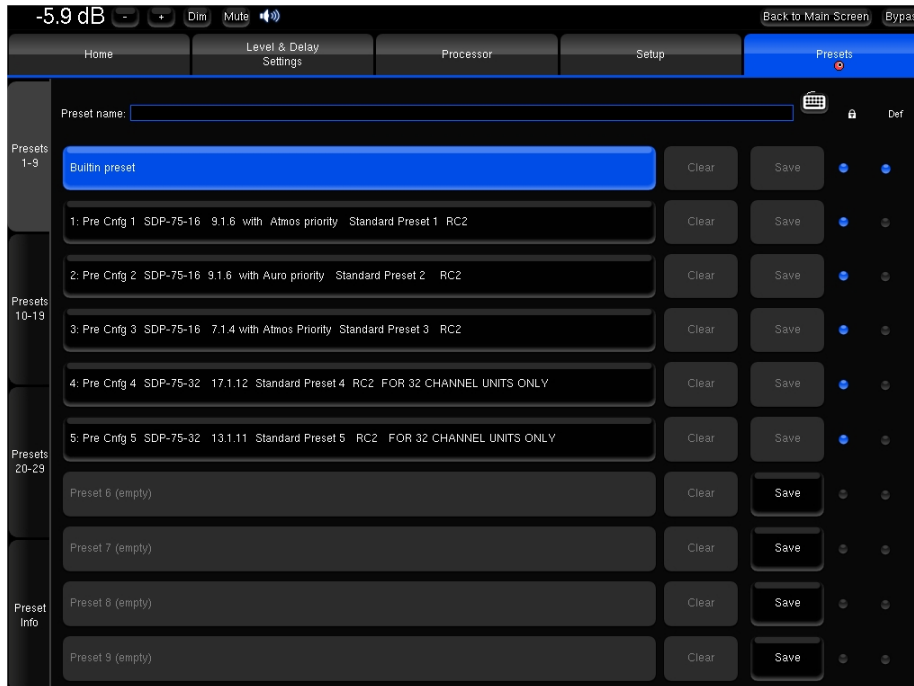 -5.9 dB - + Dim Mute Back to Main Screen Bypas
Home Level & Delay Settings Processor Setup Presets
Preset name: Def
Presets 1-9
Builtin preset Clear Save
1: Pre Cnfg 1 SDP-75-16 9.1.6 with Atmos priority Standard Preset 1 RC2 Clear Save
2: Pre Cnfg 2 SDP-75-16 9.1.6 with Auro priority Standard Preset 2 RC2 Clear Save
Presets 10-19
3: Pre Cnfg 3 SDP-75-16 7.1.4 with Atmos Priority Standard Preset 3 RC2 Clear Save
4: Pre Cnfg 4 SDP-75-32 17.1.12 Standard Preset 4 RC2 FOR 32 CHANNEL UNITS ONLY Clear Save
5: Pre Cnfg 5 SDP-75-32 13.1.11 Standard Preset 5 RC2 FOR 32 CHANNEL UNITS ONLY Clear Save
Presets 20-29
Preset 6 (empty) Clear Save
Preset 7 (empty) Clear Save
Preset Info
Preset 8 (empty) Clear Save
Preset 9 (empty) Clear Save